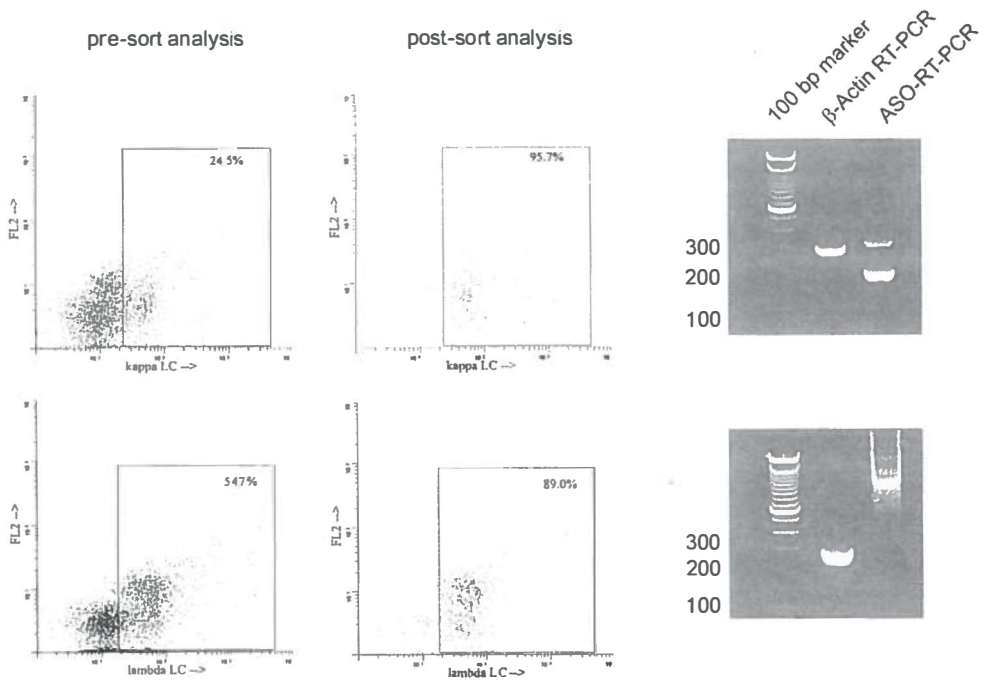 pre-sort analysis
post-sort analysis
100 bp marker
β-Actin RT-PCR
ASO-RT-PCR
24 5%
FL2 -->
kappa LC -->
95.7%
FL2 -->
kappa LC -->
300
200
100
547%
FL2 -->
lambda LC -->
89.0%
FL2 -->
lambda LC -->
300
200
100